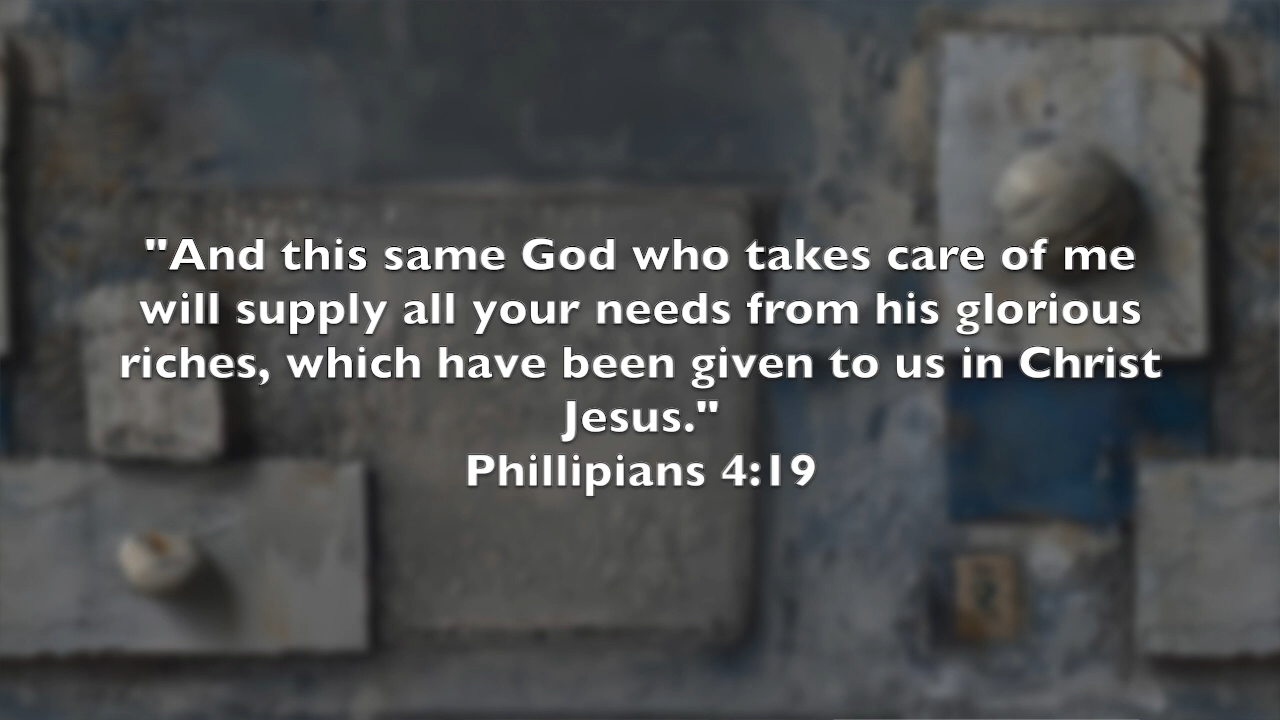 "And this same God who takes care of me
will supply all your needs from his glorious
riches, which have been given to us in Christ
Jesus."
Phillipians 4:19